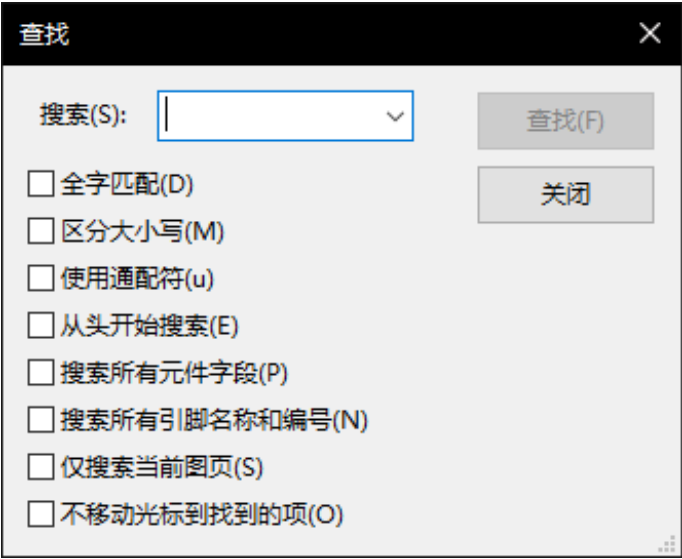 查找
搜索(S):
查找(F)
关闭
全字匹配(D)
区分大小写(M)
使用通配符(u)
从头开始搜索(E)
搜索所有元件字段(P)
搜索所有引脚名称和编号(N)
仅搜索当前图页(S)
不移动光标到找到的项(O)